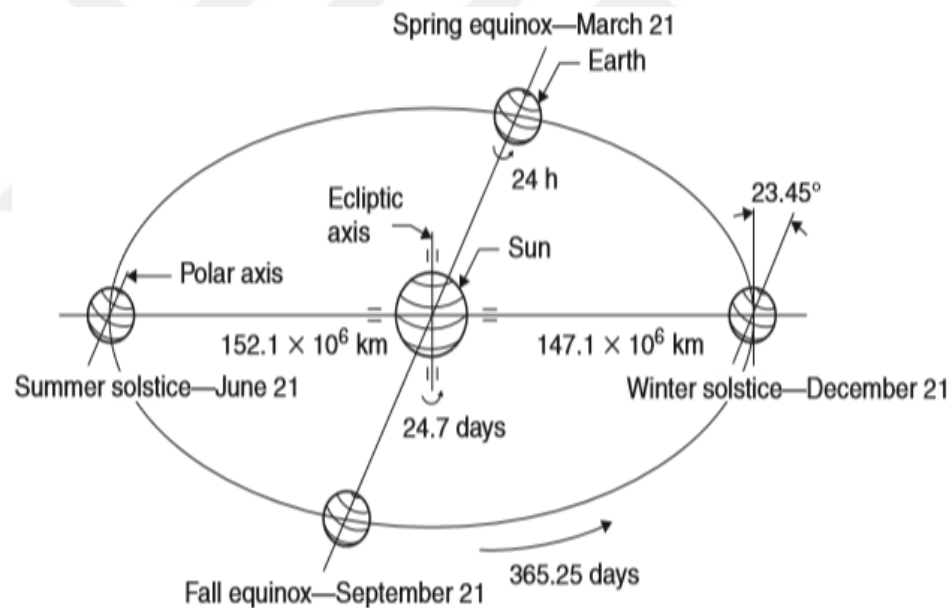 Spring equinox—March 21
Earth
24 h
23.45°
Ecliptic
axis
Sun
Polar axis
152.1 × 10⁶ km
147.1 × 10⁶ km
Summer solstice—June 21
Winter solstice—December 21
24.7 days
365.25 days
Fall equinox—September 21